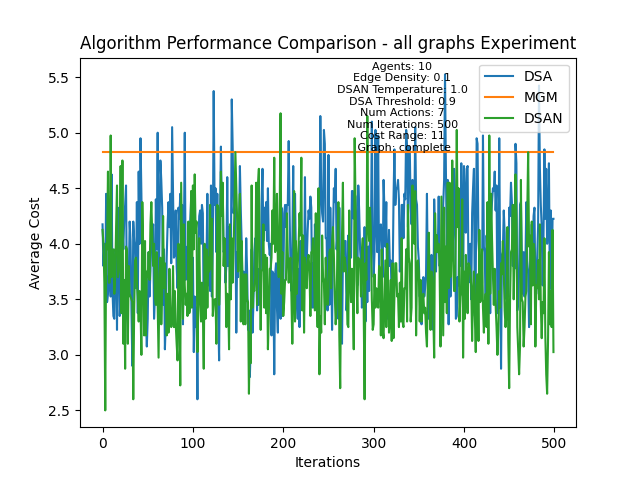 Algorithm Performance Comparison - all graphs Experiment
Agents: 10
Edge Density: 0.1
DSAN Temperature: 1.0
DSA Threshold: 0.9
Num Actions: 7
Num Iterations: 500
Cost Range: 11
Graph: complete
DSA
MGM
DSAN
5.5
5.0
4.5
4.0
3.5
3.0
2.5
Average Cost
0
100
200
300
400
500
Iterations